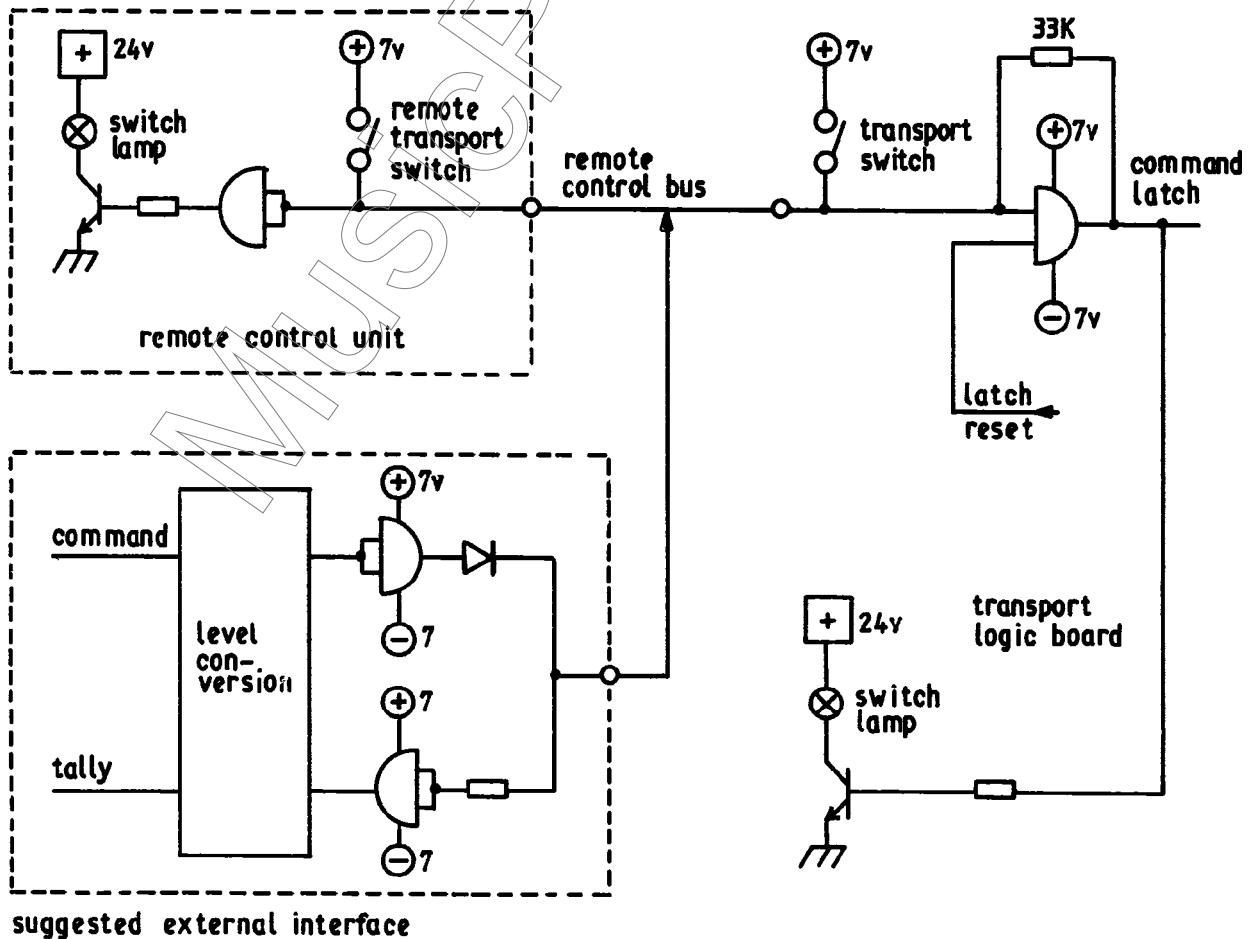 24v
7v
switch
lamp
remote
transport
switch
remote control unit
remote
control bus
7v
transport
switch
33K
7v
command
latch
7v
latch
reset
command
7v
level
con-
version
7
7
tally
7
suggested external interface
24v
switch
lamp
transport
logic board